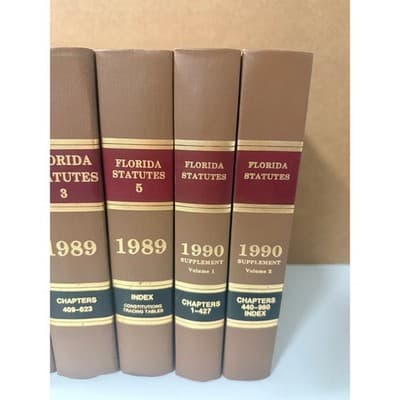 ORIDA
ATUTES
3
1989
CHAPTERS
409-623
FLORIDA
STATUTES
5
1989
INDEX
CONSTITUTIONS
TRACING TABLES
FLORIDA
STATUTES
1990
SUPPLEMENT
Volume 1
CHAPTERS
1-427
FLORIDA
STATUTES
1990
SUPPLEMENT
Volume 2
CHAPTERS
440-960
INDEX